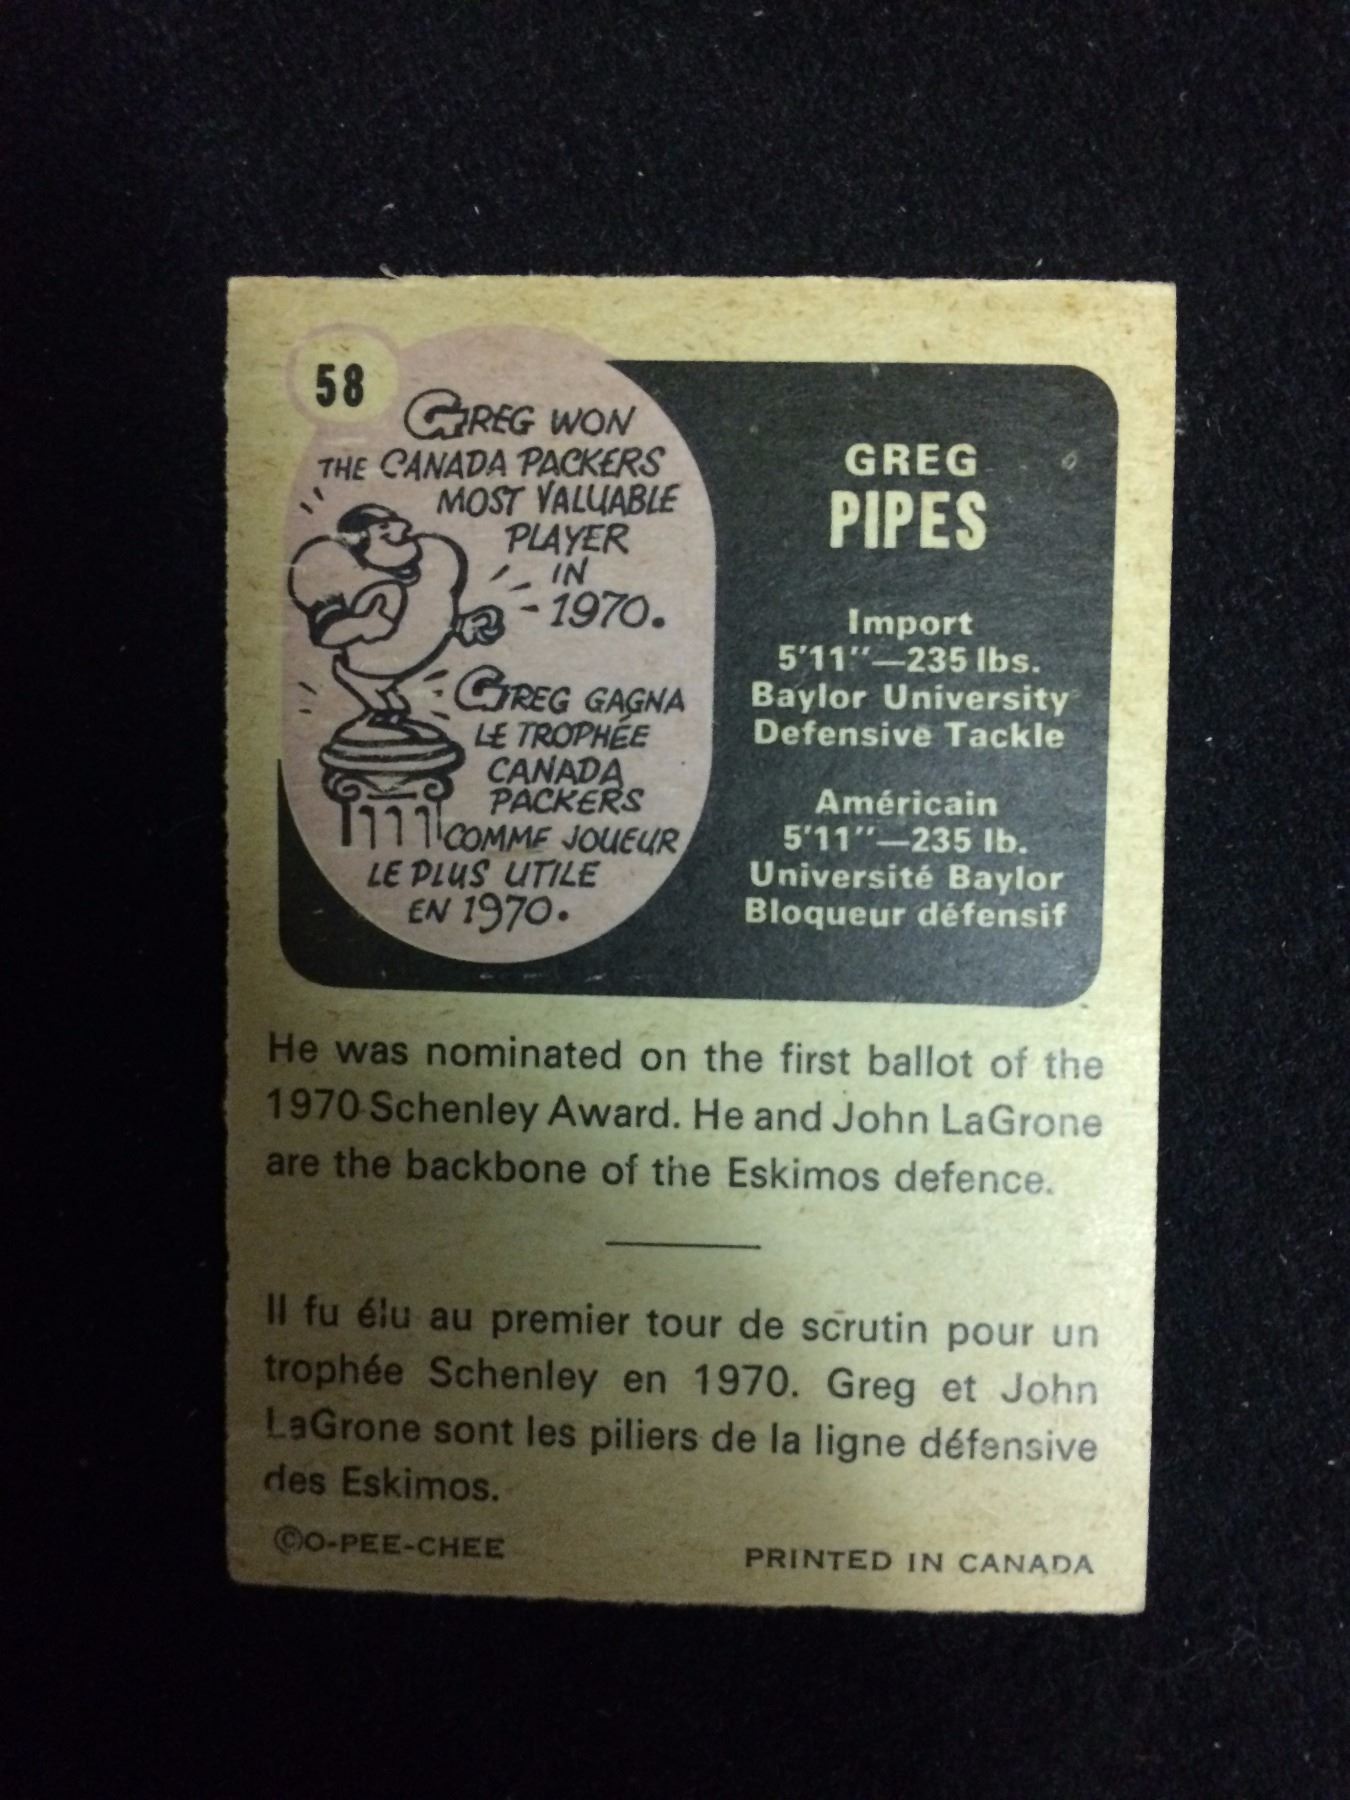 58
GREG WON
THE CANADA PACKERS
MOST VALUABLE
PLAYER
IN
1970.
GREG GAGNA
LE TROPHÉE
CANADA
PACKERS
COMME JOUEUR
LE PLUS UTILE
EN 1970.
GREG
PIPES
Import
5'11''—235 lbs.
Baylor University
Defensive Tackle
Américain
5'11''—235 lb.
Université Baylor
Bloqueur défensif
He was nominated on the first ballot of the
1970 Schenley Award. He and John LaGrone
are the backbone of the Eskimos defence.
Il fu élu au premier tour de scrutin pour un
trophée Schenley en 1970. Greg et John
LaGrone sont les piliers de la ligne défensive
des Eskimos.
©O-PEE-CHEE
PRINTED IN CANADA